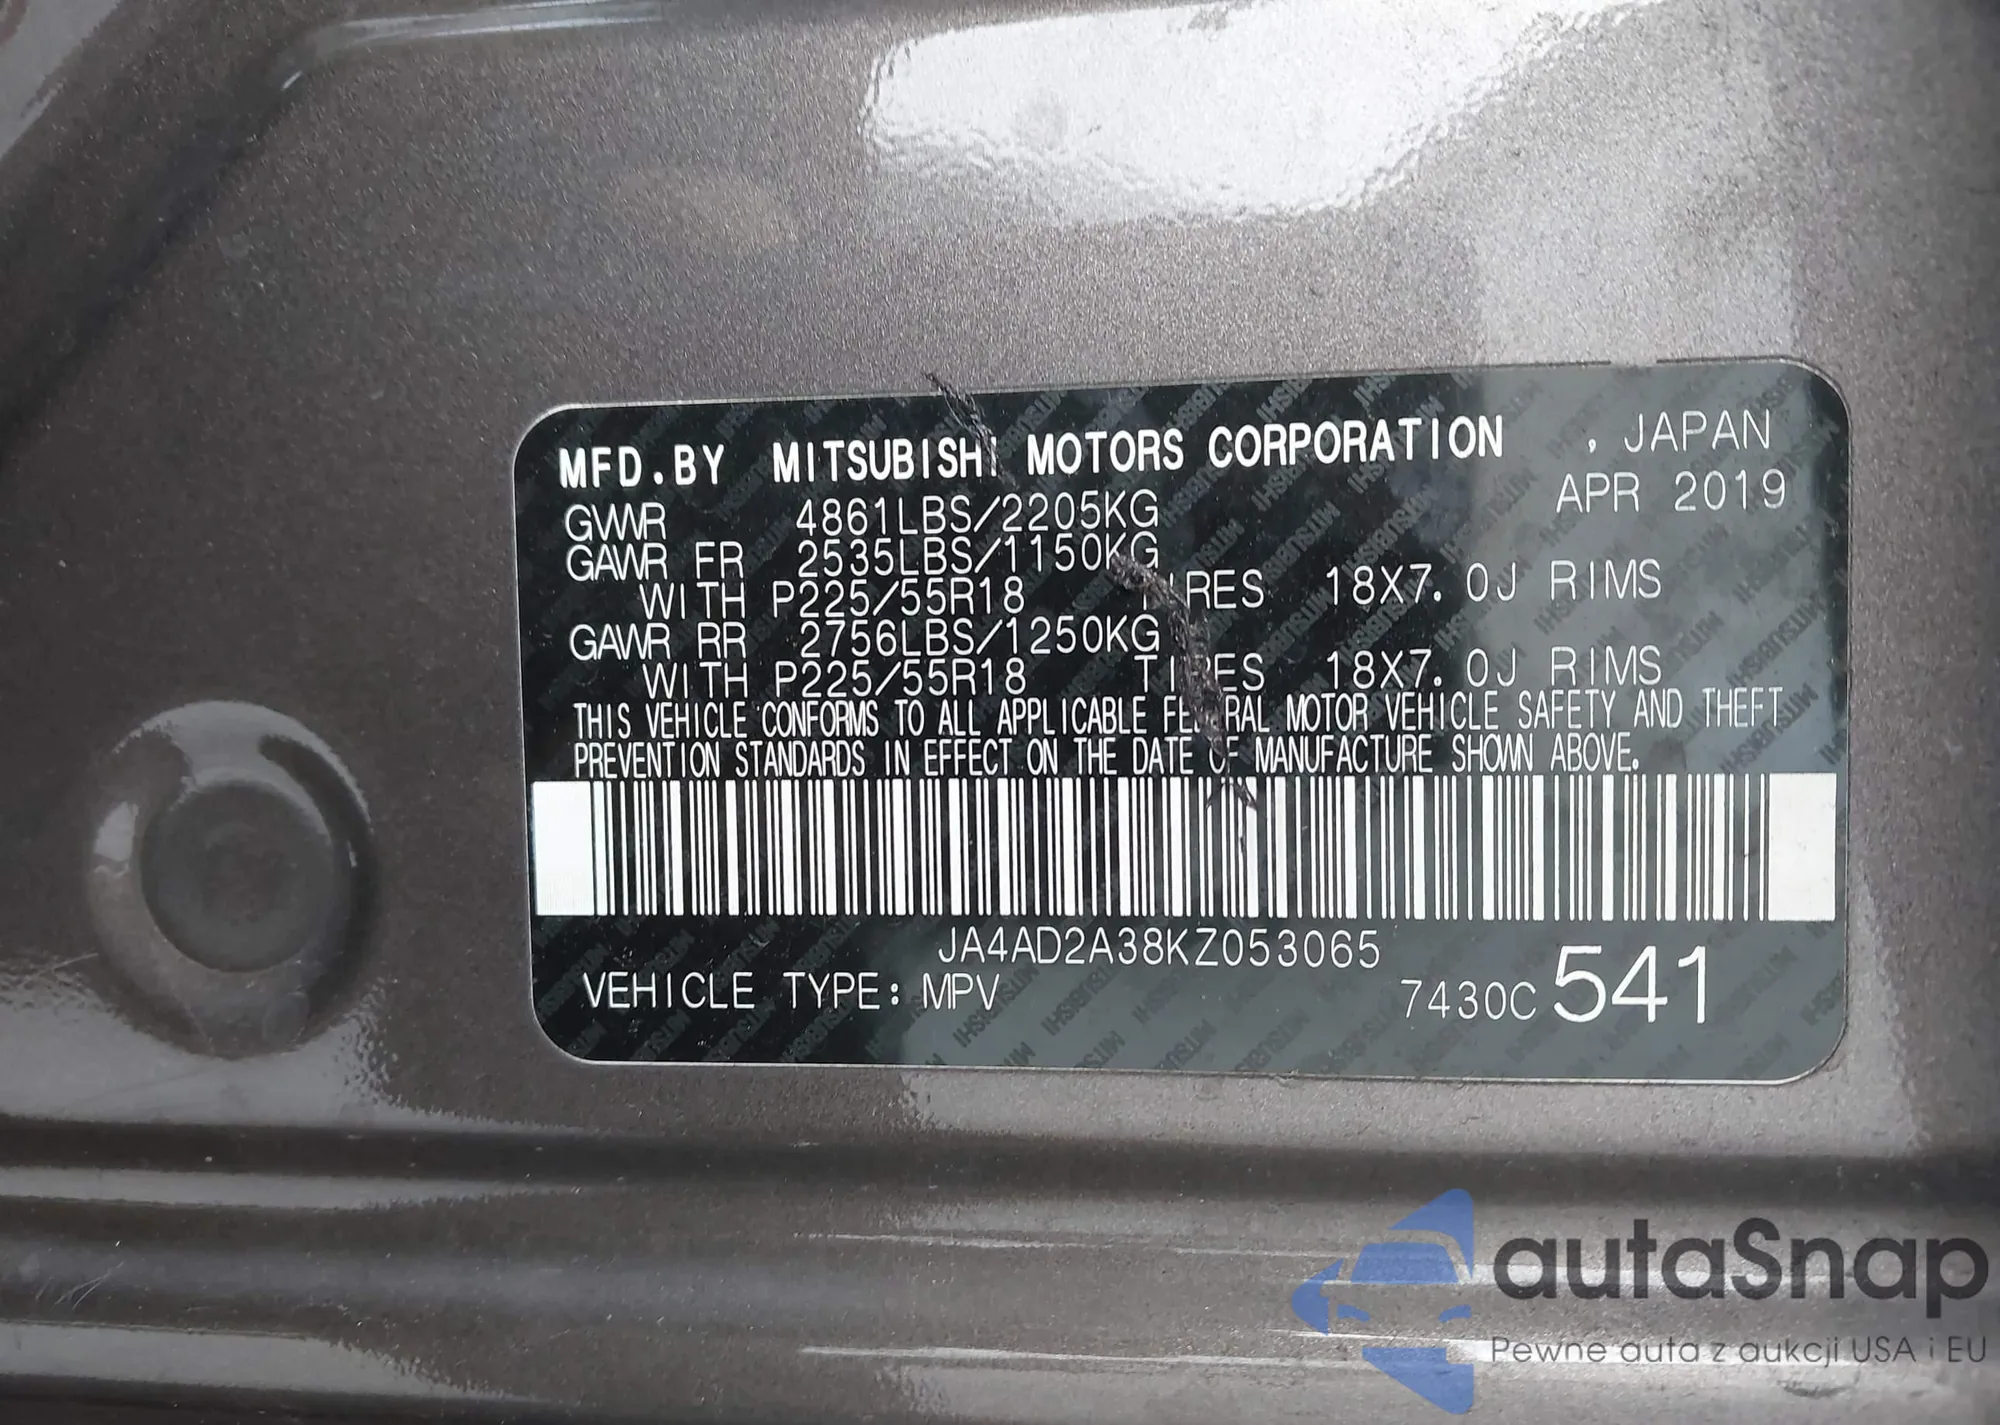 MFD.BY MITSUBISHI MOTORS CORPORATION , JAPAN
APR 2019
GVWR 4861LBS/2205KG
GAWR FR 2535LBS/1150KG
WITH P225/55R18 TIRES 18X7.0J RIMS
GAWR RR 2756LBS/1250KG
WITH P225/55R18 TIRES 18X7.0J RIMS
THIS VEHICLE CONFORMS TO ALL APPLICABLE FEDERAL MOTOR VEHICLE SAFETY AND THEFT
PREVENTION STANDARDS IN EFFECT ON THE DATE OF MANUFACTURE SHOWN ABOVE.
JA4AD2A38KZ053065
VEHICLE TYPE: MPV 7430C 541
autaSnap
Pewne auta z aukcji USA i EU